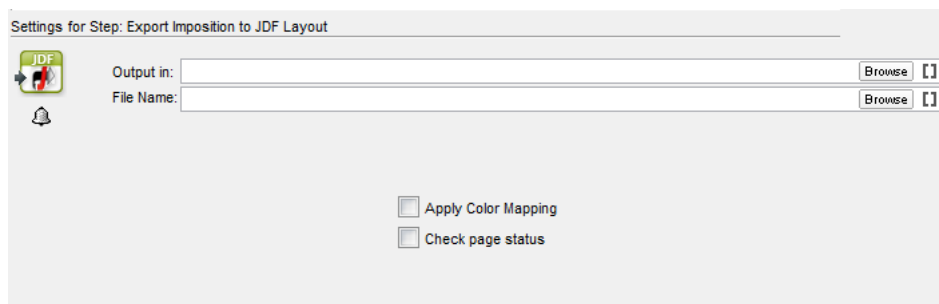 Settings for Step: Export Imposition to JDF Layout
JDF
Output in: Browse []
File Name: Browse []
Apply Color Mapping
Check page status